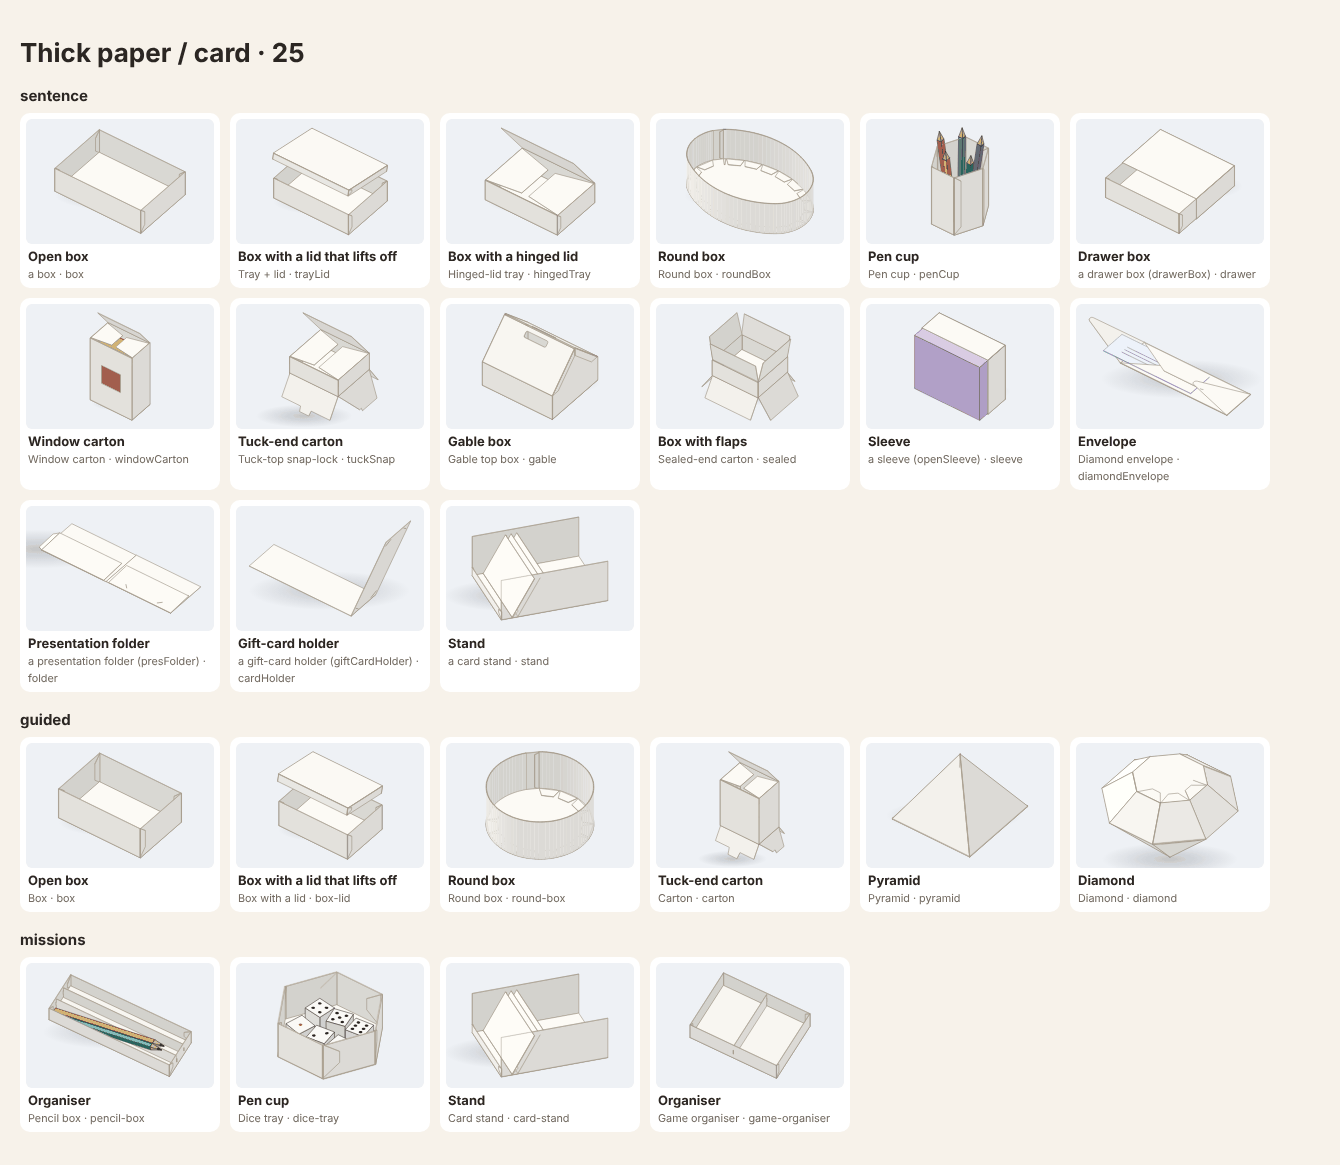 Thick paper / card · 25
sentence
Open box
a box · box
Box with a lid that lifts off
Tray + lid · trayLid
Box with a hinged lid
Hinged-lid tray · hingedTray
Round box
Round box · roundBox
Pen cup
Pen cup · penCup
Drawer box
a drawer box (drawerBox) · drawer
Window carton
Window carton · windowCarton
Tuck-end carton
Tuck-top snap-lock · tuckSnap
Gable box
Gable top box · gable
Box with flaps
Sealed-end carton · sealed
Sleeve
a sleeve (openSleeve) · sleeve
Envelope
Diamond envelope ·
diamondEnvelope
Presentation folder
a presentation folder (presFolder) ·
folder
Gift-card holder
a gift-card holder (giftCardHolder) ·
cardHolder
Stand
a card stand · stand
guided
Open box
Box · box
Box with a lid that lifts off
Box with a lid · box-lid
Round box
Round box · round-box
Tuck-end carton
Carton · carton
Pyramid
Pyramid · pyramid
Diamond
Diamond · diamond
missions
Organiser
Pencil box · pencil-box
Pen cup
Dice tray · dice-tray
Stand
Card stand · card-stand
Organiser
Game organiser · game-organiser